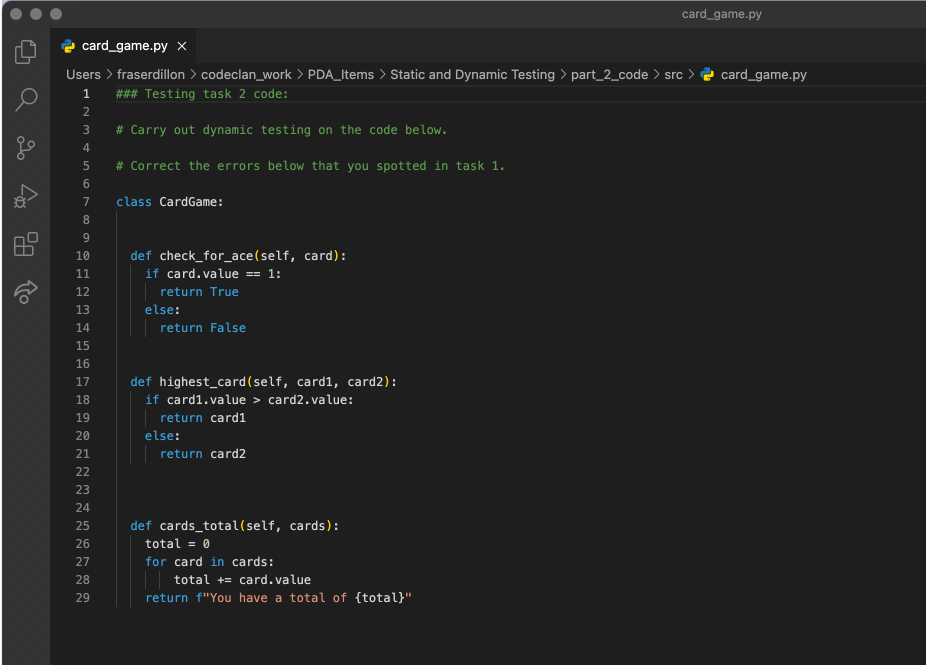 card_game.py
card_game.py
Users > fraserdillon > codeclan_work > PDA_Items > Static and Dynamic Testing > part_2_code > src > card_game.py
1 ### Testing task 2 code:
2
3 # Carry out dynamic testing on the code below.
4
5 # Correct the errors below that you spotted in task 1.
6
7 class CardGame:
8
9
10   def check_for_ace(self, card):
11     if card.value == 1:
12       return True
13     else:
14       return False
15
16
17   def highest_card(self, card1, card2):
18     if card1.value > card2.value:
19       return card1
20     else:
21       return card2
22
23
24
25   def cards_total(self, cards):
26     total = 0
27     for card in cards:
28         total += card.value
29     return f"You have a total of {total}"